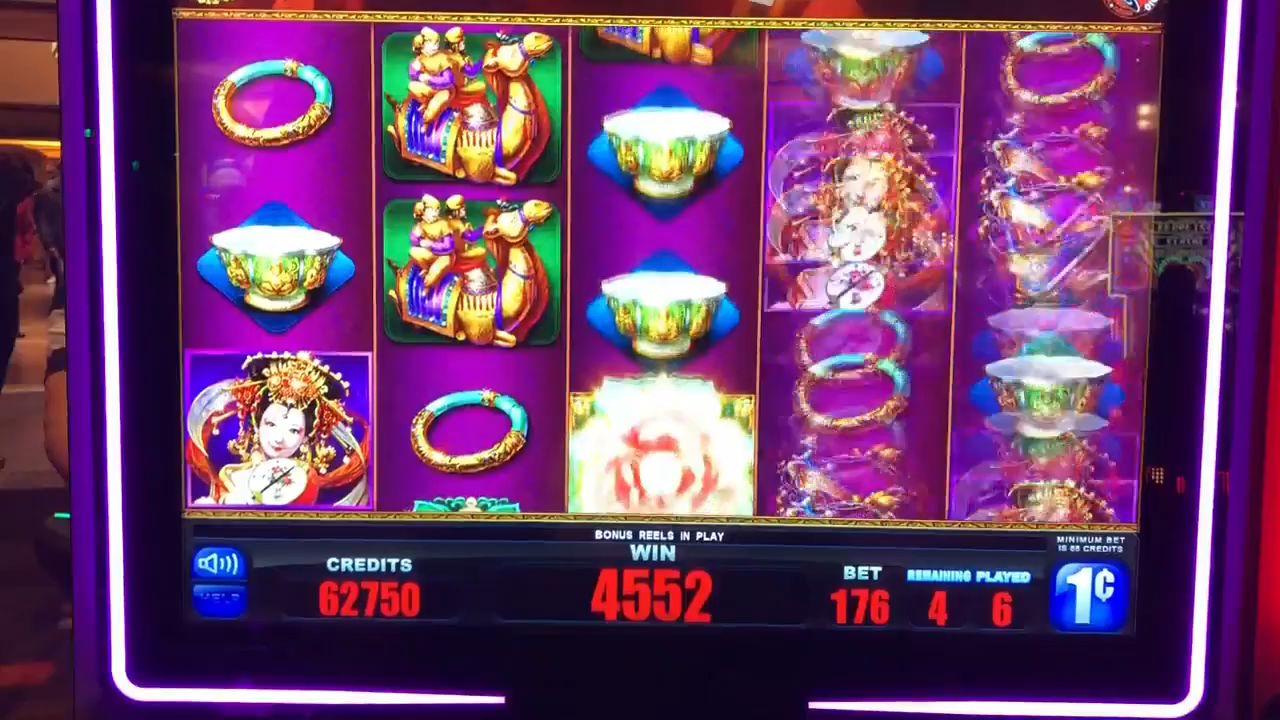 BONUS REELS IN PLAY
WIN
4552
CREDITS
62750
BET
176
REMAINING PLAYED
4 6
MINIMUM BET
IS 88 CREDITS
1¢
HELP